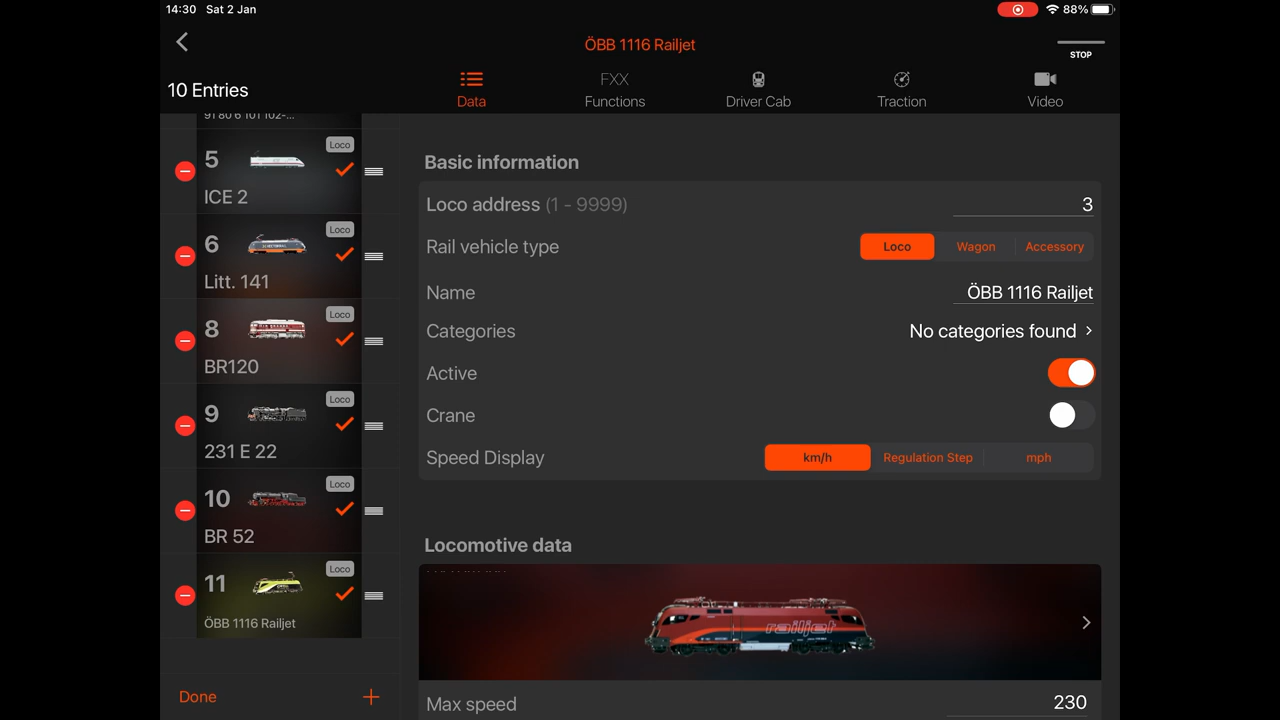 14:30 Sat 2 Jan
88%
ÖBB 1116 Railjet
STOP
10 Entries
Data
FXX
Functions
Driver Cab
Traction
Video
5
Loco
ICE 2
6
Loco
Litt. 141
8
Loco
BR120
9
Loco
231 E 22
10
Loco
BR 52
11
Loco
ÖBB 1116 Railjet
Done
Basic information
Loco address (1 - 9999) 3
Rail vehicle type Loco Wagon Accessory
Name ÖBB 1116 Railjet
Categories No categories found
Active
Crane
Speed Display km/h Regulation Step mph
Locomotive data
railjet
Max speed 230